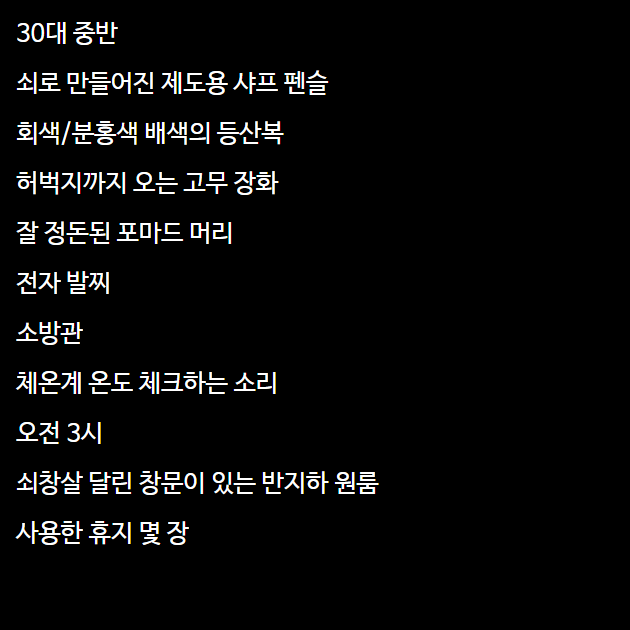 30대 중반
쇠로 만들어진 제도용 샤프 펜슬
회색/분홍색 배색의 등산복
허벅지까지 오는 고무 장화
잘 정돈된 포마드 머리
전자 발찌
소방관
체온계 온도 체크하는 소리
오전 3시
쇠창살 달린 창문이 있는 반지하 원룸
사용한 휴지 몇 장